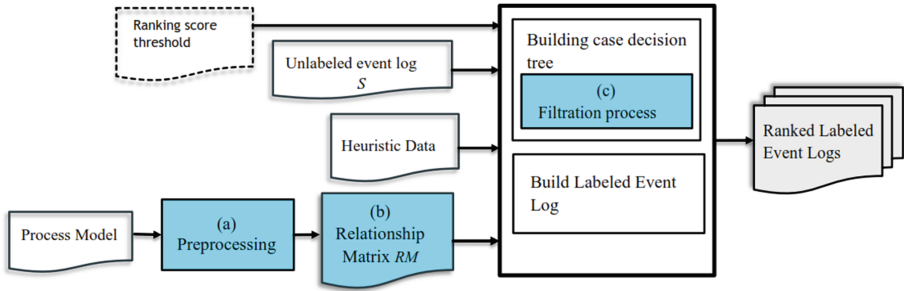 Ranking score
threshold
Unlabeled event log
S
Heuristic Data
Process Model
(a)
Preprocessing
(b)
Relationship
Matrix RM
Building case decision
tree
(c)
Filtration process
Build Labeled Event
Log
Ranked Labeled
Event Logs